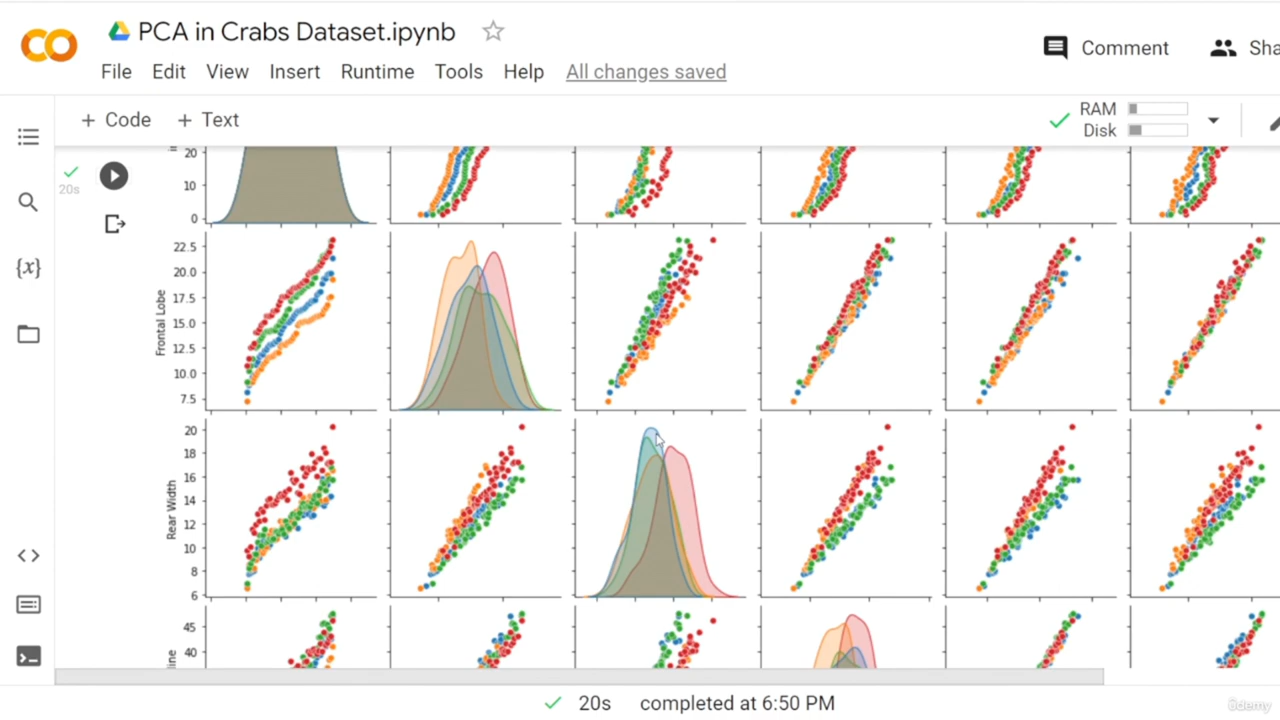 PCA in Crabs Dataset.ipynb
Comment
Sha
File Edit View Insert Runtime Tools Help All changes saved
+ Code + Text
RAM
Disk
20s
20
10
0
22.5
20.0
17.5
15.0
12.5
10.0
7.5
Frontal Lobe
20
18
16
14
12
10
8
6
Rear Width
45
40
line
{x}
20s completed at 6:50 PM
ûdemy